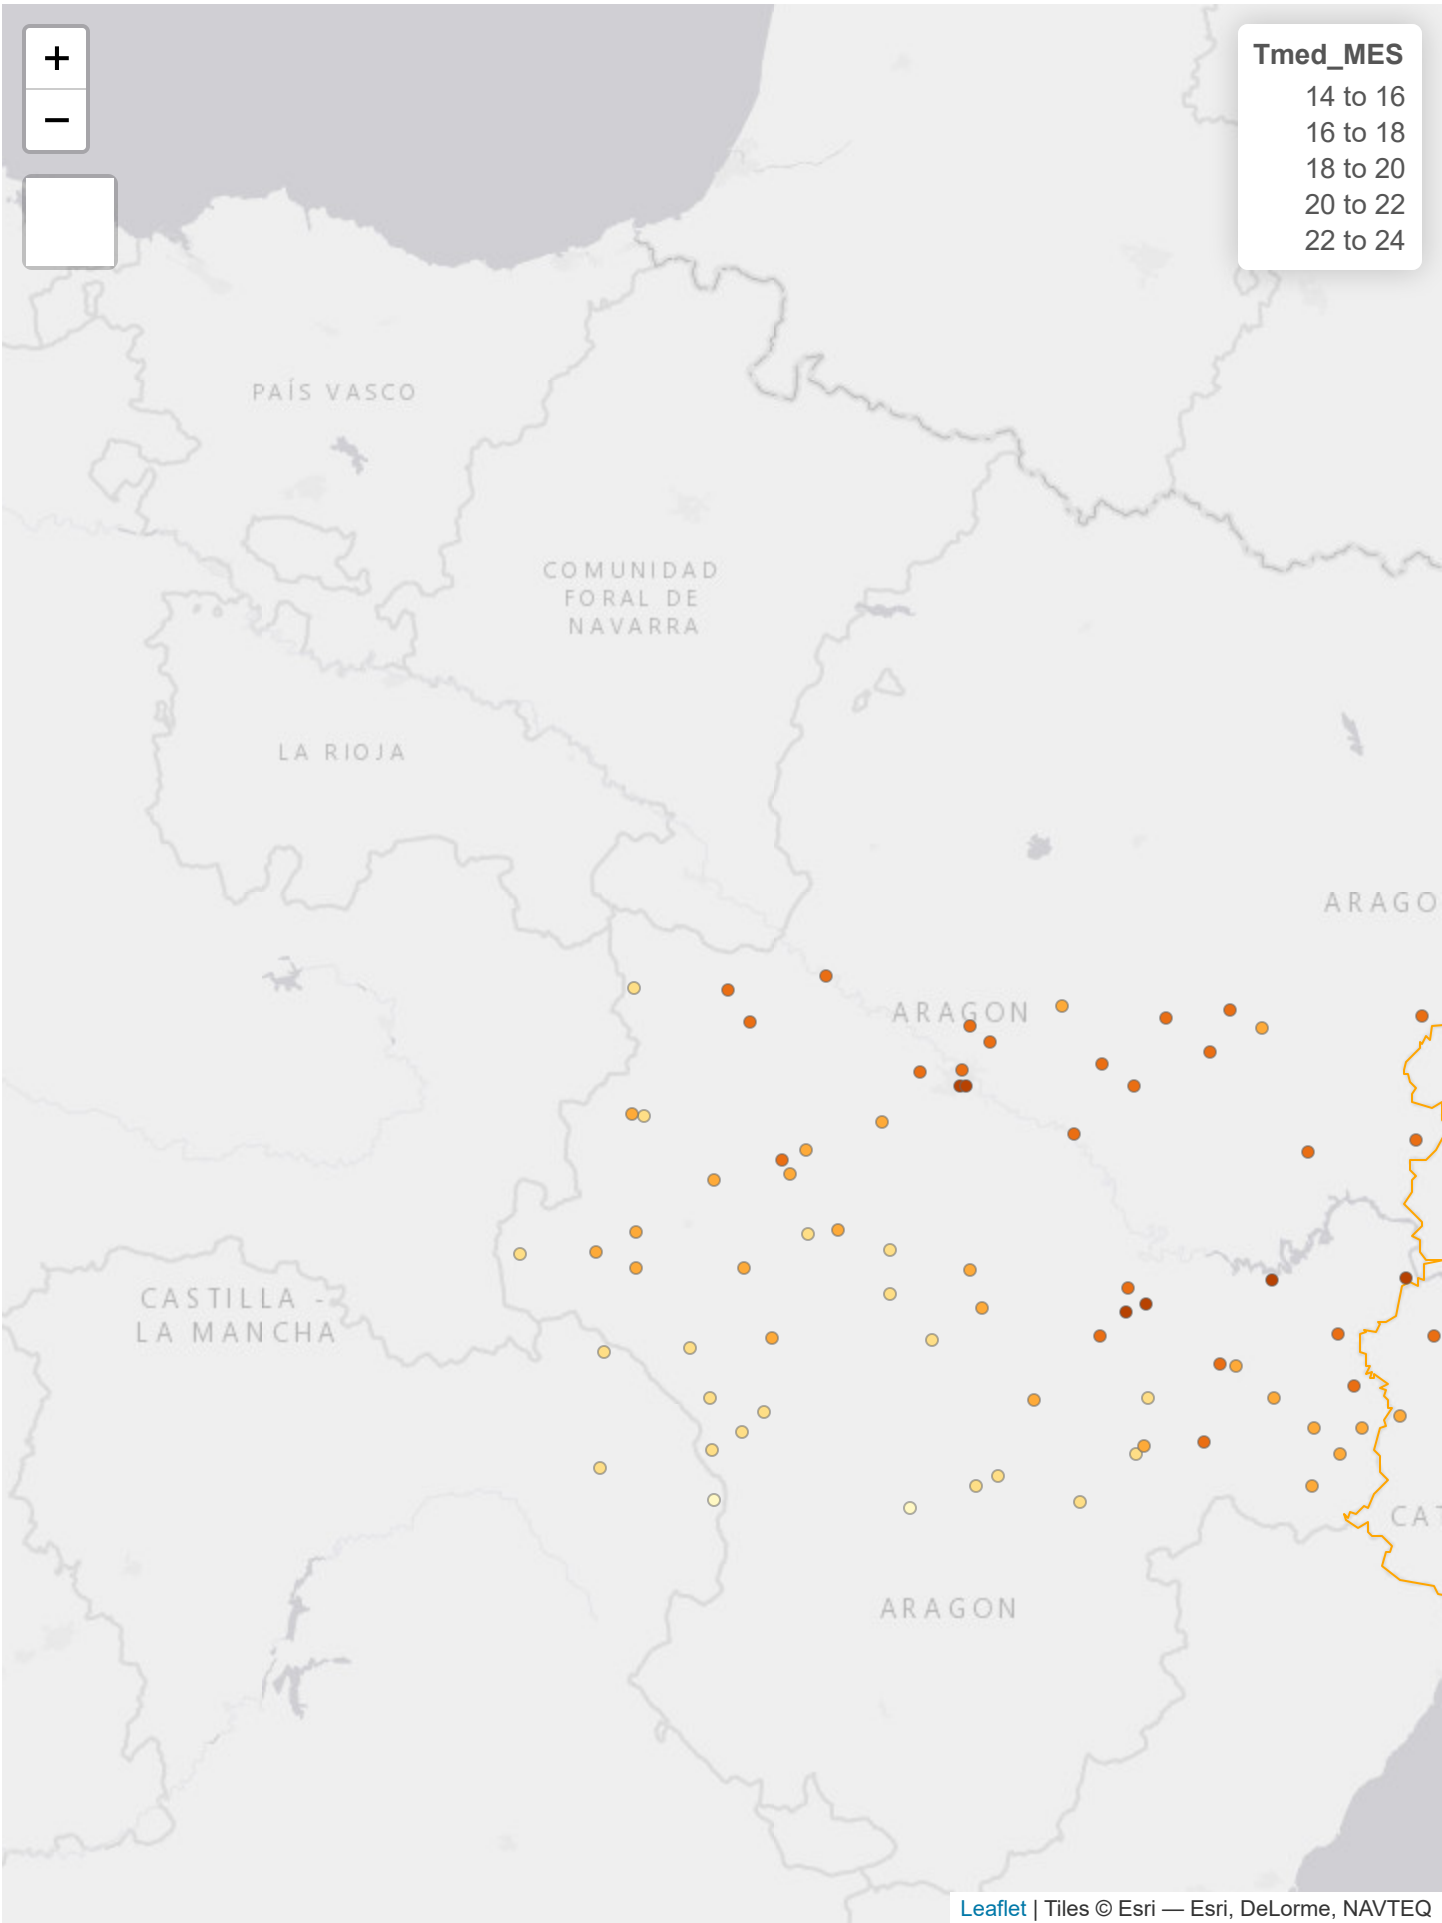 +
Tmed_MES
14 to 16
−
16 to 18
18 to 20
20 to 22
22 to 24
PAÍS VASCO
COMUNIDAD
FORAL DE
NAVARRA
LA RIOJA
ARAGO
ARAGON
CASTILLA -
LA MANCHA
CAT
ARAGON
Leaflet | Tiles © Esri — Esri, DeLorme, NAVTEQ